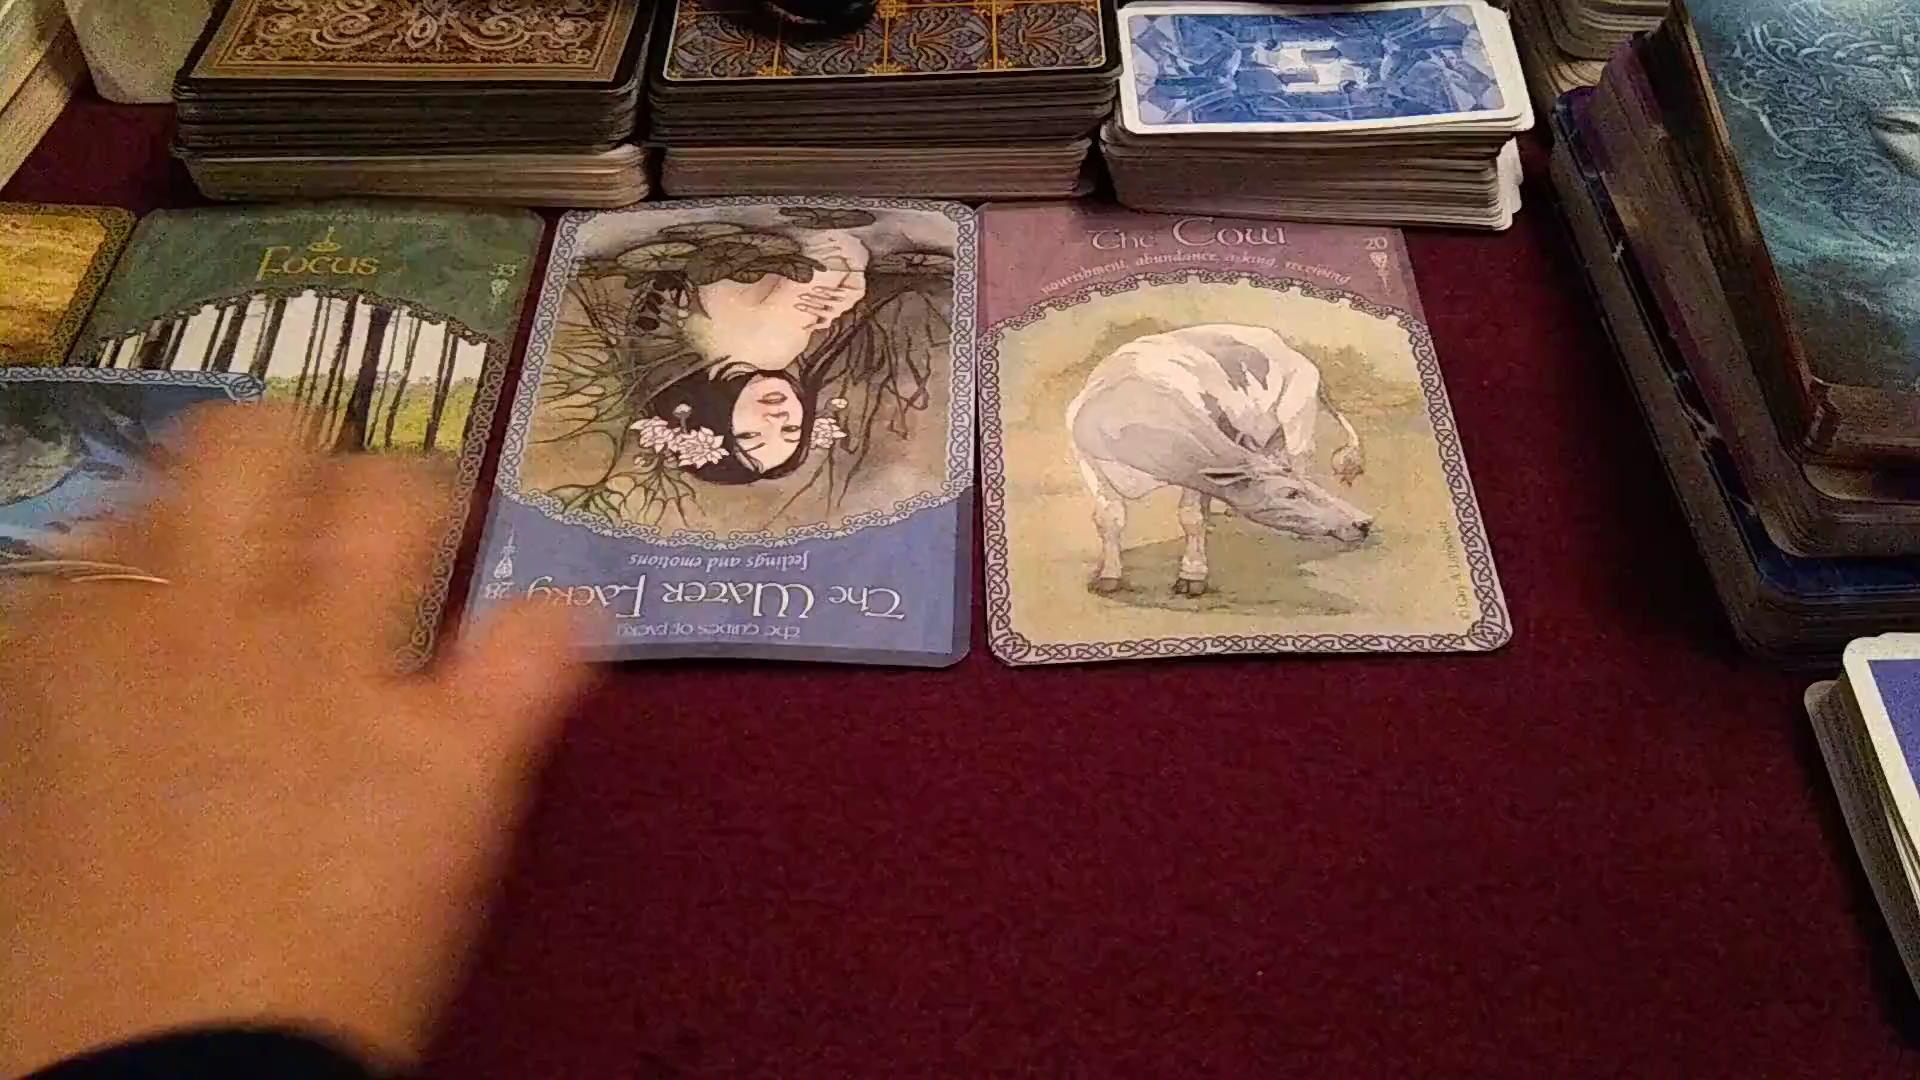 Focus
33
The Cow
20
nourishment, abundance, asking, receiving
feelings and emotions
28
The Water Faery
The Guides of Faery